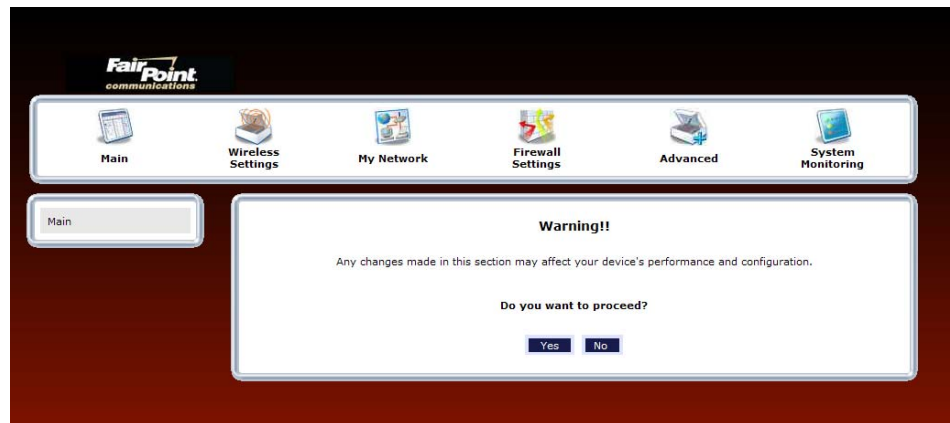 FairPoint.
communications
Main
Wireless Settings
My Network
Firewall Settings
Advanced
System Monitoring
Main
Warning!!
Any changes made in this section may affect your device's performance and configuration.
Do you want to proceed?
Yes No